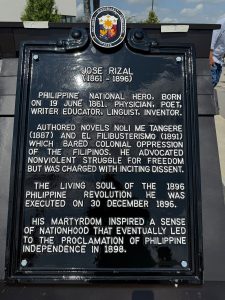 JOSE RIZAL
(1861 - 1896)
PHILIPPINE NATIONAL HERO, BORN
ON 19 JUNE 1861. PHYSICIAN, POET,
WRITER EDUCATOR, LINGUIST, INVENTOR.
AUTHORED NOVELS NOLI ME TANGERE
(1887) AND EL FILIBUSTERISMO (1891)
WHICH BARED COLONIAL OPPRESSION
OF THE FILIPINOS. HE ADVOCATED
NONVIOLENT STRUGGLE FOR FREEDOM
BUT WAS CHARGED WITH INCITING DISSENT.
THE LIVING SOUL OF THE 1896
PHILIPPINE REVOLUTION HE WAS
EXECUTED ON 30 DECEMBER 1896.
HIS MARTYRDOM INSPIRED A SENSE
OF NATIONHOOD THAT EVENTUALLY LED
TO THE PROCLAMATION OF PHILIPPINE
INDEPENDENCE IN 1898.